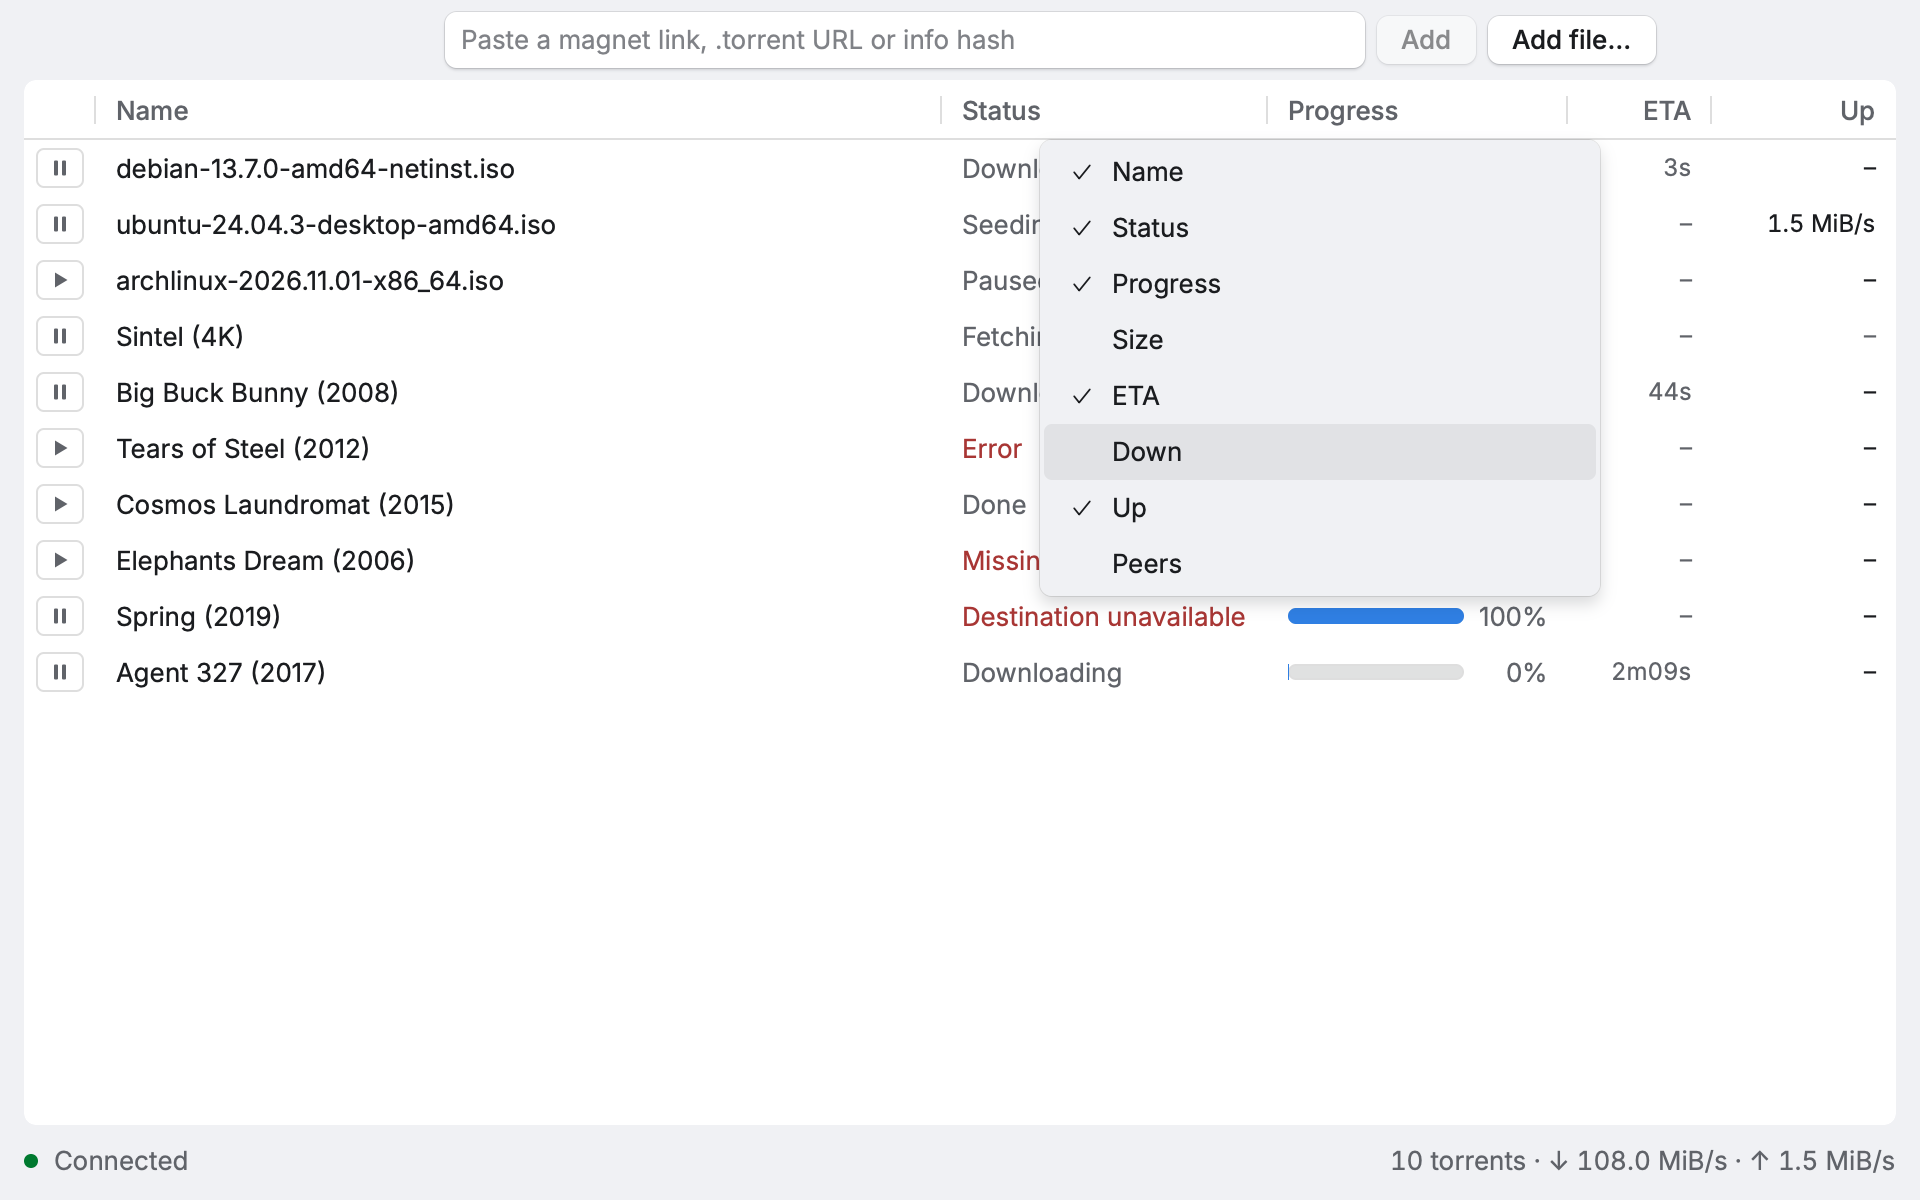 Paste a magnet link, .torrent URL or info hash Add Add file...
Name Status Progress ETA Up
debian-13.7.0-amd64-netinst.iso Downl 3s –
ubuntu-24.04.3-desktop-amd64.iso Seedin – 1.5 MiB/s
archlinux-2026.11.01-x86_64.iso Paused – –
Sintel (4K) Fetchin – –
Big Buck Bunny (2008) Downl 44s –
Tears of Steel (2012) Error – –
Cosmos Laundromat (2015) Done – –
Elephants Dream (2006) Missin – –
Spring (2019) Destination unavailable 100% – –
Agent 327 (2017) Downloading 0% 2m09s –
Name
Status
Progress
Size
ETA
Down
Up
Peers
Connected 10 torrents · ↓ 108.0 MiB/s · ↑ 1.5 MiB/s